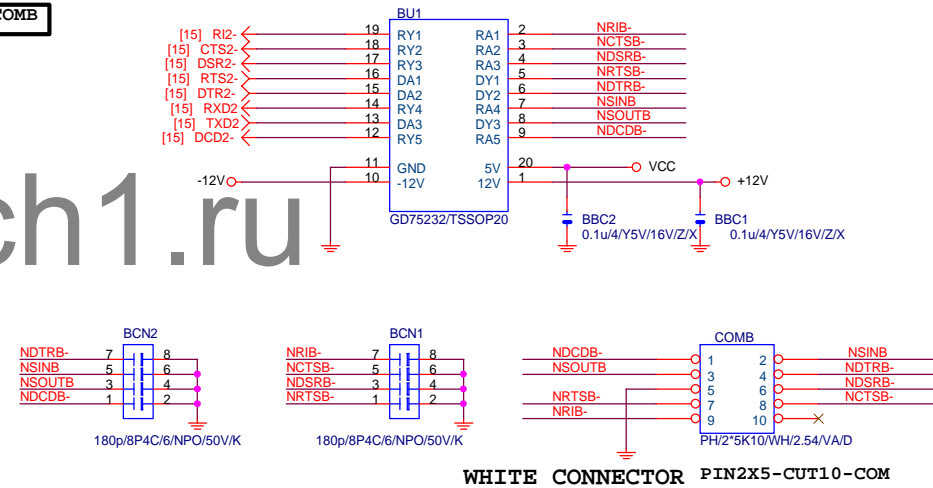 COMB
BU1
[15] RI2- 19 RY1 RA1 2 NRIB-
[15] CTS2- 18 RY2 RA2 3 NCTSB-
[15] DSR2- 17 RY3 RA3 4 NDSRB-
[15] RTS2- 16 DA1 DY1 5 NRTSB-
[15] DTR2- 15 DA2 DY2 6 NDTRB-
[15] RXD2 14 RY4 RA4 7 NSINB
[15] TXD2 13 DA3 DY3 8 NSOUTB
[15] DCD2- 12 RY5 RA5 9 NDCDB-
11 GND 5V 20 VCC
-12V 10 -12V 12V 1 +12V
GD75232/TSSOP20
BBC2
0.1u/4/Y5V/16V/Z/X
BBC1
0.1u/4/Y5V/16V/Z/X
ch1.ru
BCN2
NDTRB- 7 8
NSINB 5 6
NSOUTB 3 4
NDCDB- 1 2
180p/8P4C/6/NPO/50V/K
BCN1
NRIB- 7 8
NCTSB- 5 6
NDSRB- 3 4
NRTSB- 1 2
180p/8P4C/6/NPO/50V/K
COMB
NDCDB- 1 2 NSINB
NSOUTB 3 4 NDTRB-
5 6 NDSRB-
NRTSB- 7 8 NCTSB-
NRIB- 9 10
PH/2*5K10/WH/2.54/VA/D
WHITE CONNECTOR PIN2X5-CUT10-COM